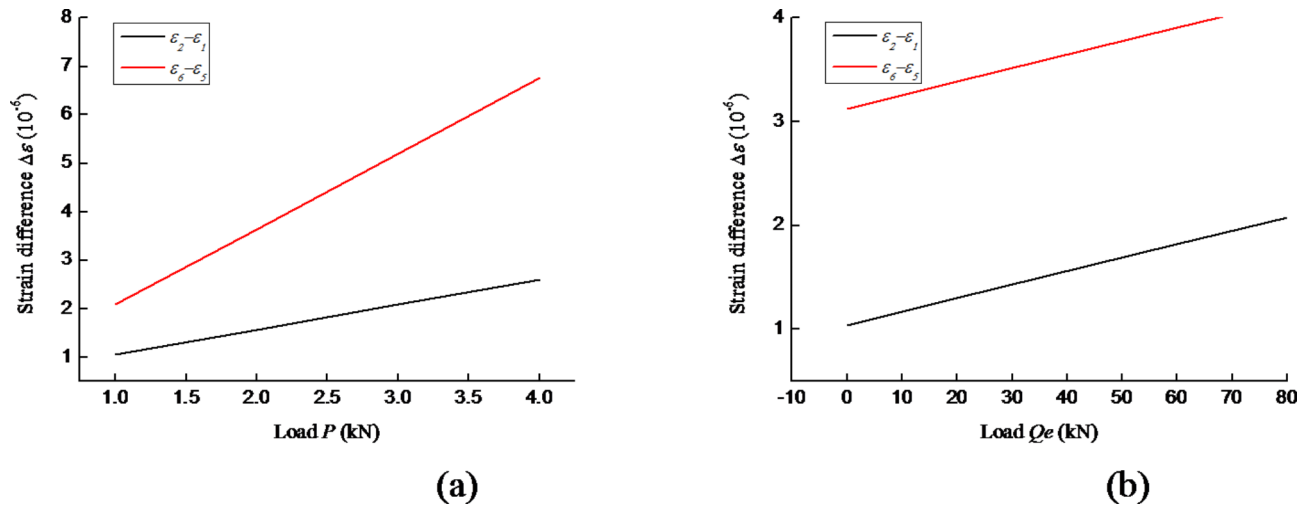 8
7
6
5
4
3
2
1
Strain difference Δε (10⁻⁶)
ε₂−ε₁
ε₆−ε₅
1.0 1.5 2.0 2.5 3.0 3.5 4.0
Load P (kN)
(a)
4
3
2
1
Strain difference Δε (10⁻⁶)
ε₂−ε₁
ε₆−ε₅
-10 0 10 20 30 40 50 60 70 80
Load Qe (kN)
(b)